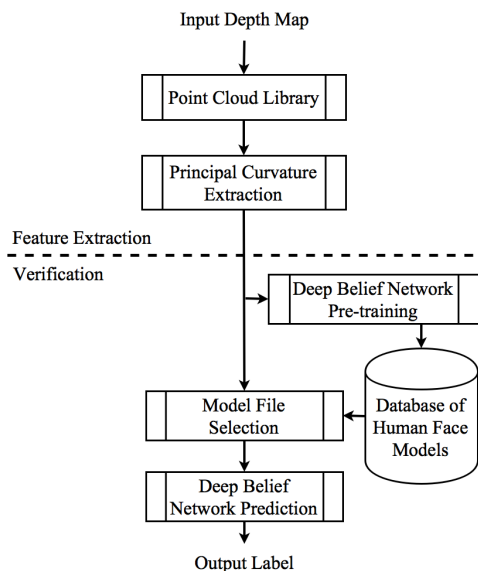 Input Depth Map
Point Cloud Library
Principal Curvature
Extraction
Feature Extraction
Verification
Deep Belief Network
Pre-training
Database of
Human Face
Models
Model File
Selection
Deep Belief
Network Prediction
Output Label